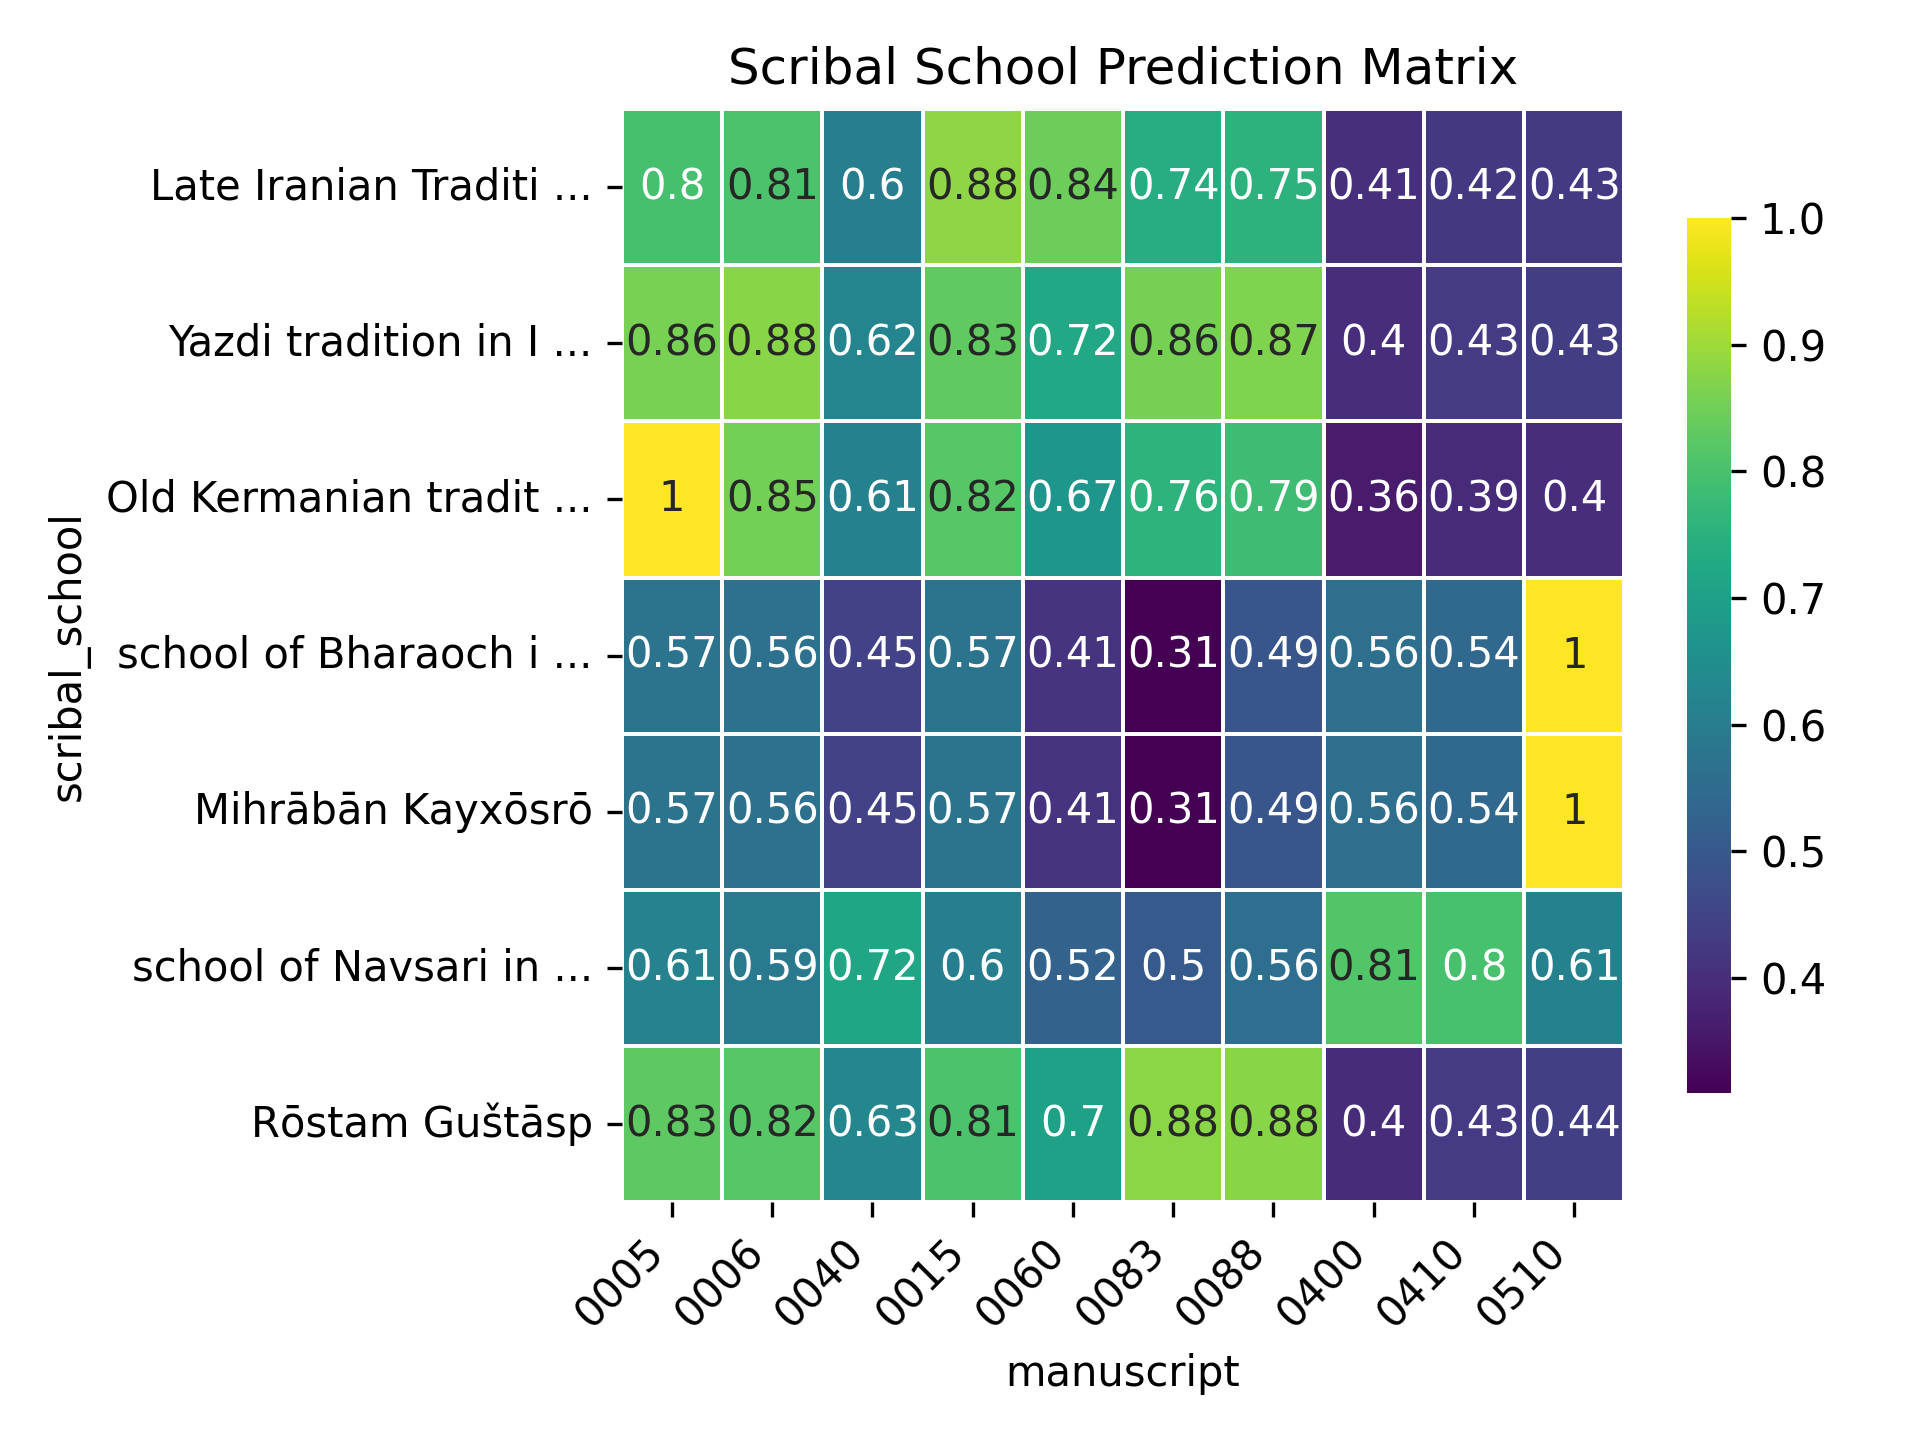 Scribal School Prediction Matrix
scribal_school
Late Iranian Traditi ... 0.8 0.81 0.6 0.88 0.84 0.74 0.75 0.41 0.42 0.43
Yazdi tradition in I ... 0.86 0.88 0.62 0.83 0.72 0.86 0.87 0.4 0.43 0.43
Old Kermanian tradit ... 1 0.85 0.61 0.82 0.67 0.76 0.79 0.36 0.39 0.4
school of Bharaoch i ... 0.57 0.56 0.45 0.57 0.41 0.31 0.49 0.56 0.54 1
Mihrābān Kayxōsrō 0.57 0.56 0.45 0.57 0.41 0.31 0.49 0.56 0.54 1
school of Navsari in ... 0.61 0.59 0.72 0.6 0.52 0.5 0.56 0.81 0.8 0.61
Rōstam Guštāsp 0.83 0.82 0.63 0.81 0.7 0.88 0.88 0.4 0.43 0.44
0005 0006 0040 0015 0060 0083 0088 0400 0410 0510
manuscript
1.0
0.9
0.8
0.7
0.6
0.5
0.4